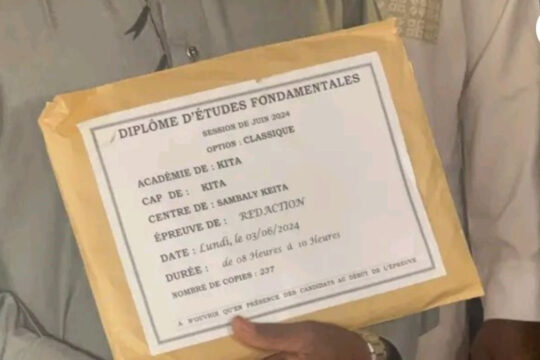 DIPLÔME D'ÉTUDES FONDAMENTALES
SESSION DE JUIN 2024
OPTION : CLASSIQUE
ACADÉMIE DE : KITA
CAP DE : KITA
CENTRE DE : SAMBALY KEITA
ÉPREUVE DE : REDACTION
DATE : Lundi, le 03/06/2024
DURÉE : de 08 Heures à 10 Heures
NOMBRE DE COPIES : 237
A N'OUVRIR QU'EN PRÉSENCE DES CANDIDATS AU DÉBUT DE L'ÉPREUVE